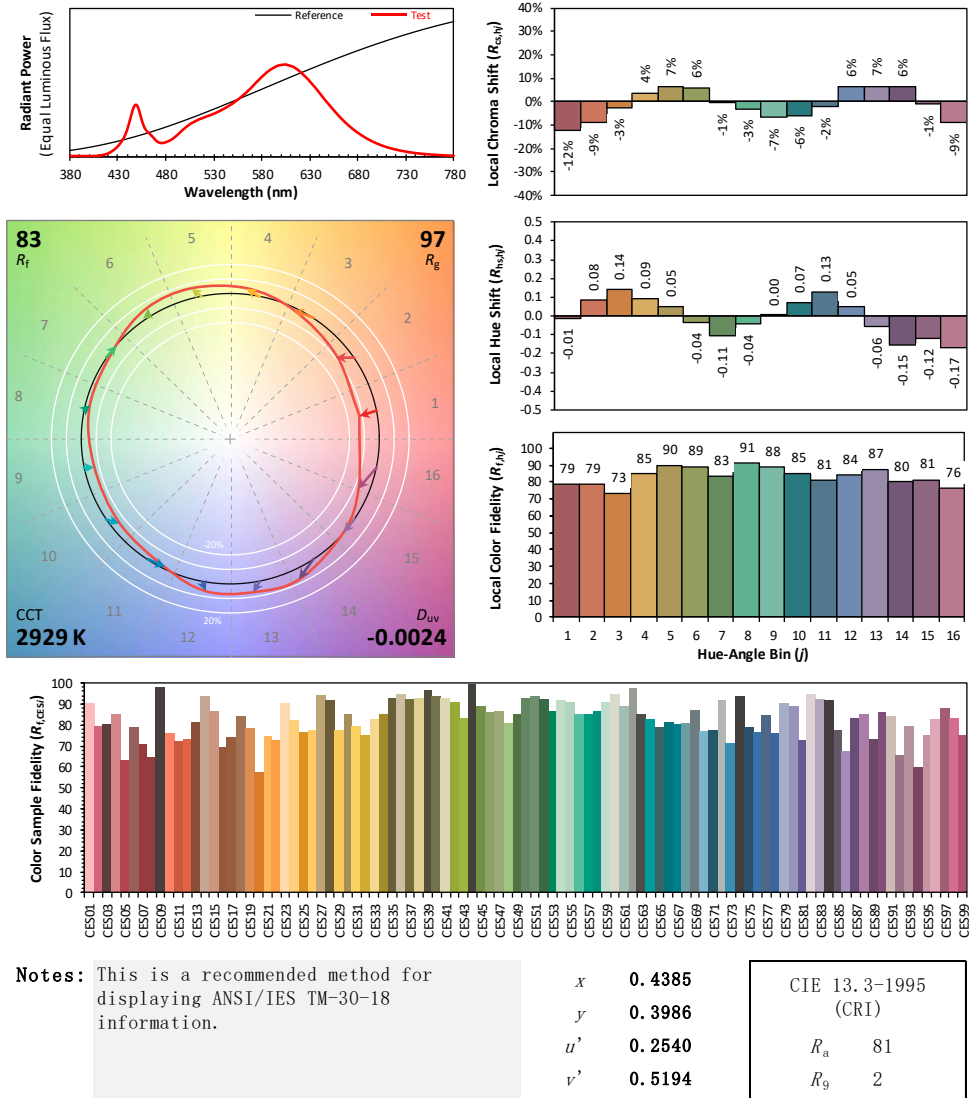 Radiant Power
(Equal Luminous Flux)
Reference
Test
380 430 480 530 580 630 680 730 780
Wavelength (nm)
Local Chroma Shift (Rcs,hj)
40%
30%
20%
10%
0%
-10%
-20%
-30%
-40%
-12% -9% -3% 4% 7% 6% -1% -3% -7% -6% -2% 6% 7% 6% -1% -9%
83
Rf
97
Rg
1
2
3
4
5
6
7
8
9
10
11
12
13
14
15
16
-20%
20%
CCT
2929 K
Duv
-0.0024
Local Hue Shift (Rhs,hj)
0.5
0.4
0.3
0.2
0.1
0.0
-0.1
-0.2
-0.3
-0.4
-0.5
-0.01 0.08 0.14 0.09 0.05 -0.04 -0.11 -0.04 0.00 0.07 0.13 0.05 -0.06 -0.15 -0.12 -0.17
Local Color Fidelity (Rf,hj)
100
90
80
70
60
50
40
30
20
10
0
79 79 73 85 90 89 83 91 88 85 81 84 87 80 81 76
1 2 3 4 5 6 7 8 9 10 11 12 13 14 15 16
Hue-Angle Bin (j)
Color Sample Fidelity (Rf,CESi)
100
90
80
70
60
50
40
30
20
10
0
CES01 CES03 CES05 CES07 CES09 CES11 CES13 CES15 CES17 CES19 CES21 CES23 CES25 CES27 CES29 CES31 CES33 CES35 CES37 CES39 CES41 CES43 CES45 CES47 CES49 CES51 CES53 CES55 CES57 CES59 CES61 CES63 CES65 CES67 CES69 CES71 CES73 CES75 CES77 CES79 CES81 CES83 CES85 CES87 CES89 CES91 CES93 CES95 CES97 CES99
Notes: This is a recommended method for
displaying ANSI/IES TM-30-18
information.
x 0.4385
y 0.3986
u' 0.2540
v' 0.5194
CIE 13.3-1995
(CRI)
Ra 81
R9 2